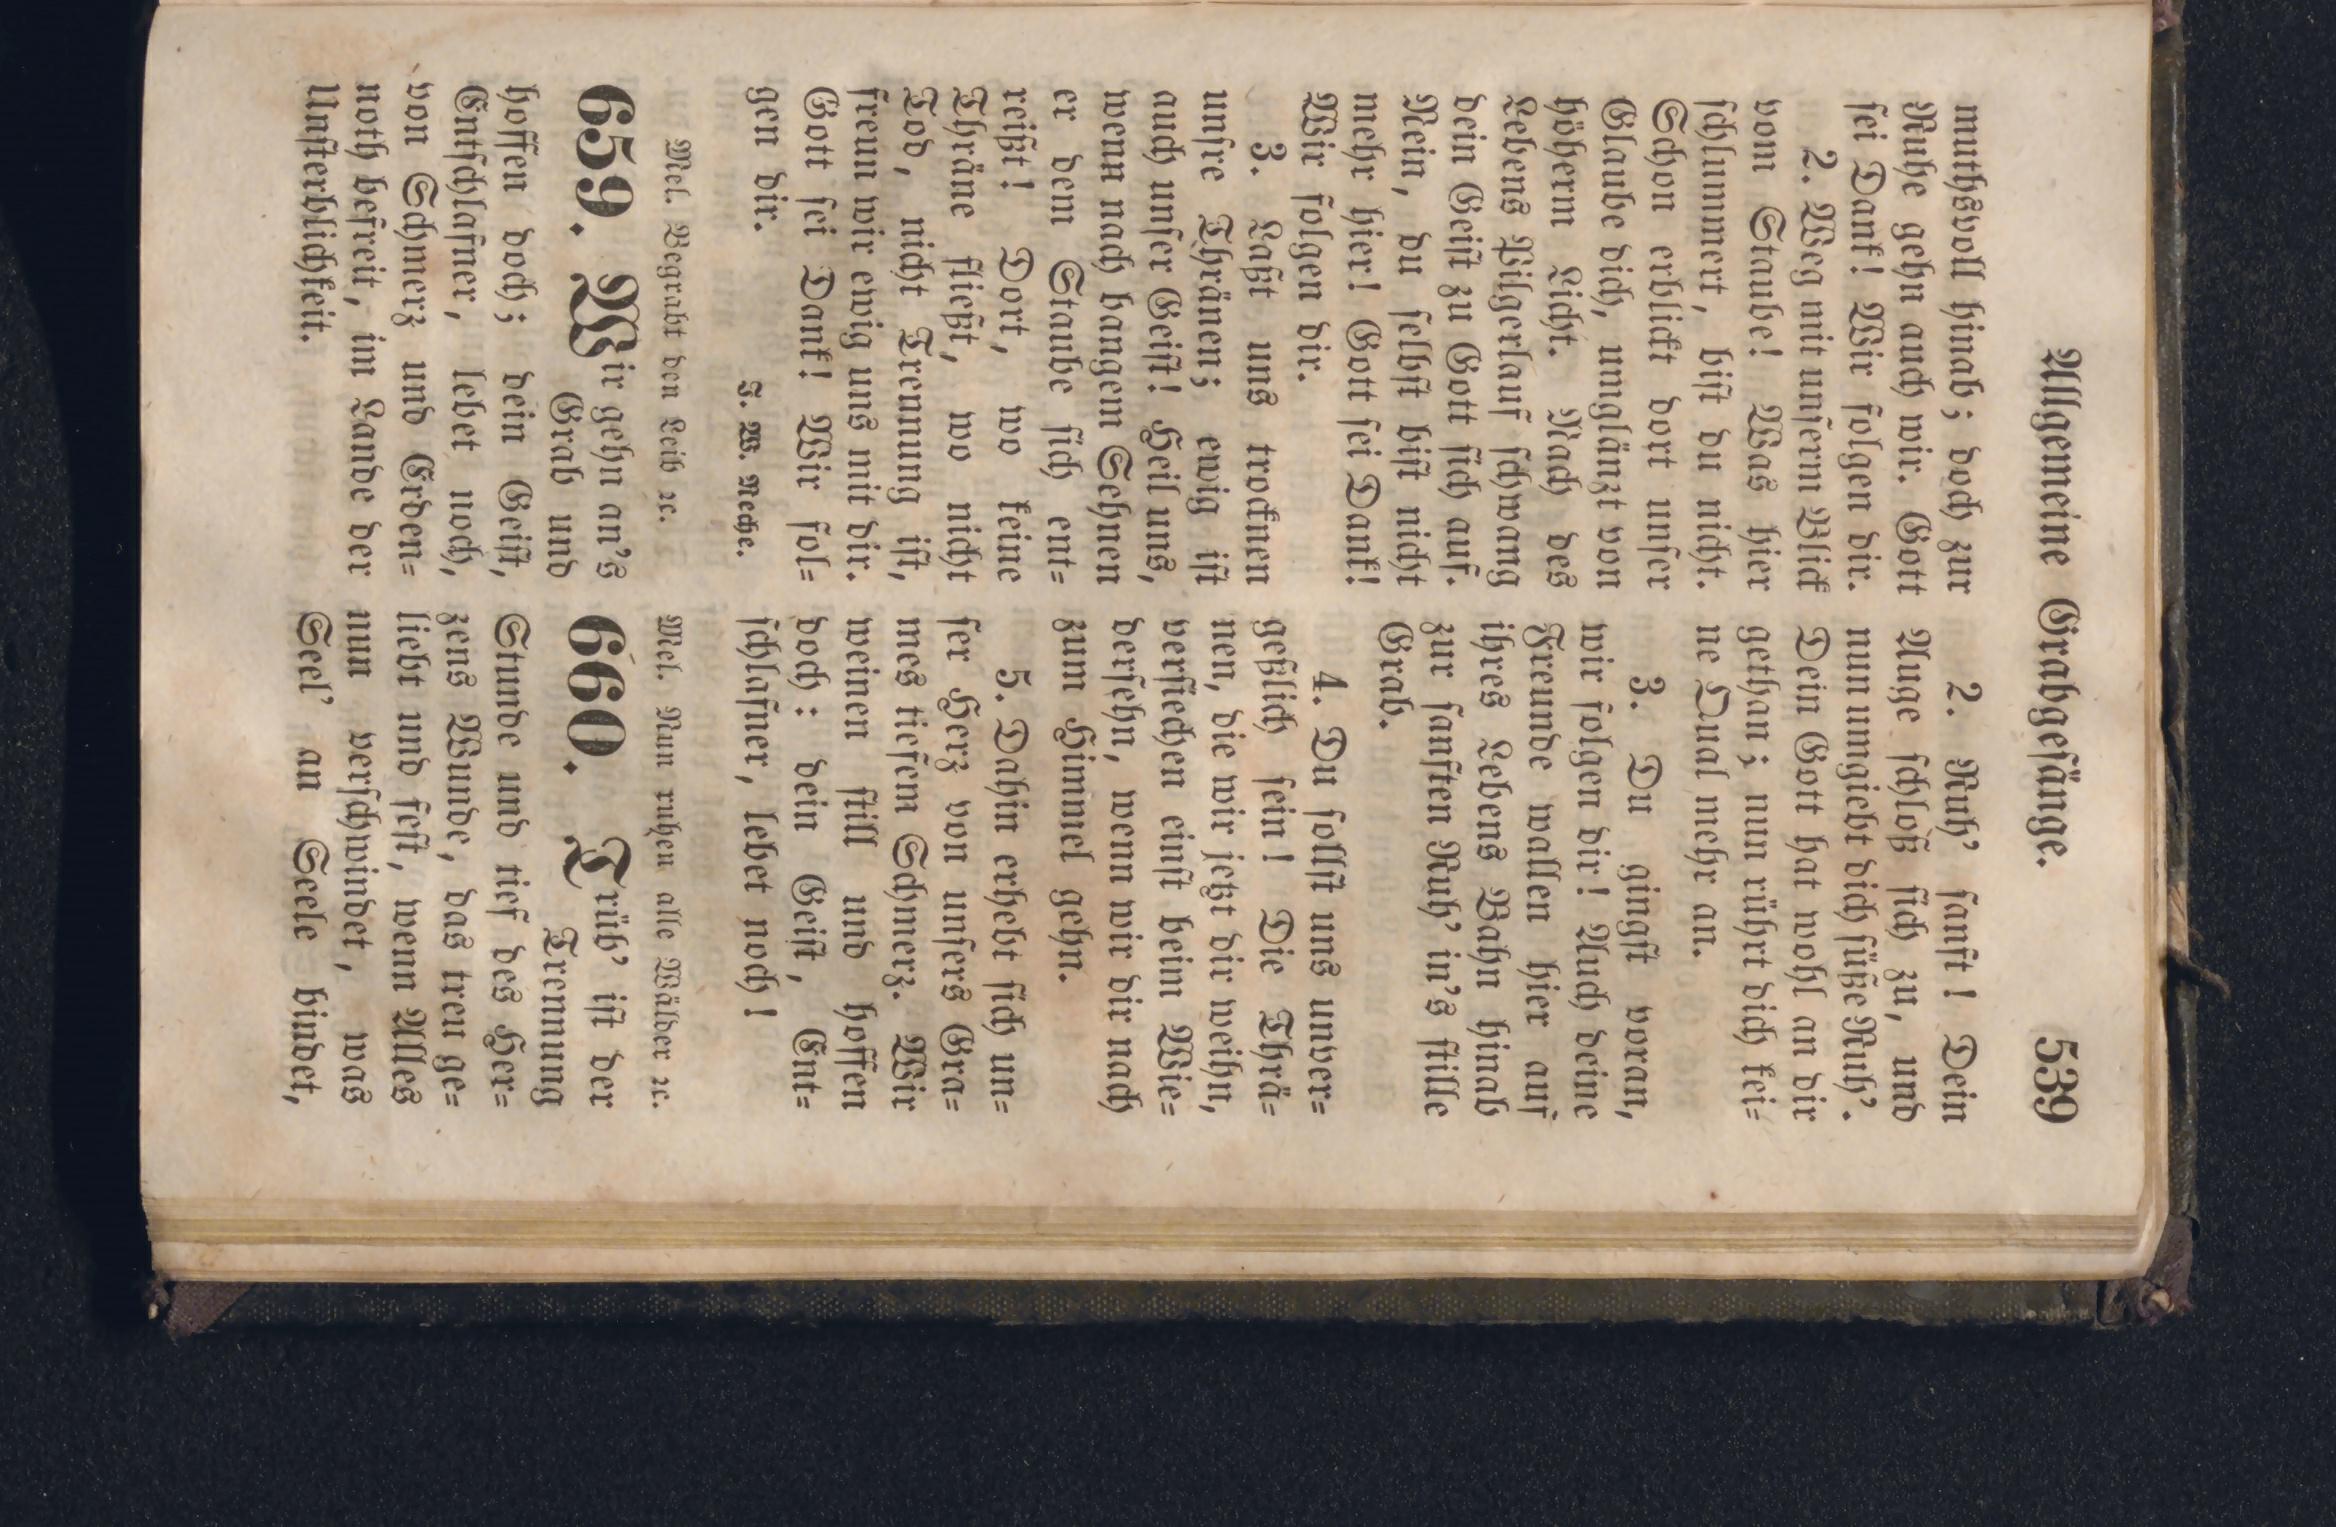 Allgemeine Grabgesänge. 539
muthsvoll hinab; doch zur
Ruhe gehn auch wir. Gott
sei Dank! Wir folgen dir.
2. Weg mit unserm Blick
vom Staube! Was hier
schlummert, bist du nicht.
Schon erblickt dort unser
Glaube dich, umglänzt von
höherm Licht. Nach des
Lebens Pilgerlauf schwang
dein Geist zu Gott sich auf.
Nein, du selbst bist nicht
mehr hier! Gott sei Dank!
Wir folgen dir.
3. Laßt uns trocknen
unsre Thränen; ewig ist
auch unser Geist! Heil uns,
wenn nach bangem Sehnen
er dem Staube sich ent=
reißt! Dort, wo keine
Thräne fließt, wo nicht
Tod, nicht Trennung ist,
freun wir ewig uns mit dir.
Gott sei Dank! Wir fol=
gen dir.
J. W. Reche.
Mel. Begrabt den Leib ꝛc.
659. Wir gehn an's
Grab und
hoffen doch; dein Geist,
Entschlafner, lebet noch,
von Schmerz und Erden=
noth befreit, im Lande der
Unsterblichkeit.
2. Ruh' sanft! Dein
Auge schloß sich zu, und
nun umgiebt dich süße Ruh'.
Dein Gott hat wohl an dir
gethan; nun rührt dich kei=
ne Qual mehr an.
3. Du gingst voran,
wir folgen dir! Auch deine
Freunde wallen hier auf
ihres Lebens Bahn hinab
zur sanften Ruh' in's stille
Grab.
4. Du sollst uns unver=
geßlich sein! Die Thrä=
nen, die wir jetzt dir weihn,
versiechen einst beim Wie=
dersehn, wenn wir dir nach
zum Himmel gehn.
5. Dahin erhebt sich un=
ser Herz von unsers Gra=
mes tiefem Schmerz. Wir
weinen still und hoffen
doch: dein Geist, Ent=
schlafner, lebet noch!
Mel. Nun ruhen alle Wälder ꝛc.
660. Trüb' ist der
Trennung
Stunde und tief des Her=
zens Wunde, das treu ge=
liebt und fest, wenn Alles
nun verschwindet, was
Seel' an Seele bindet,